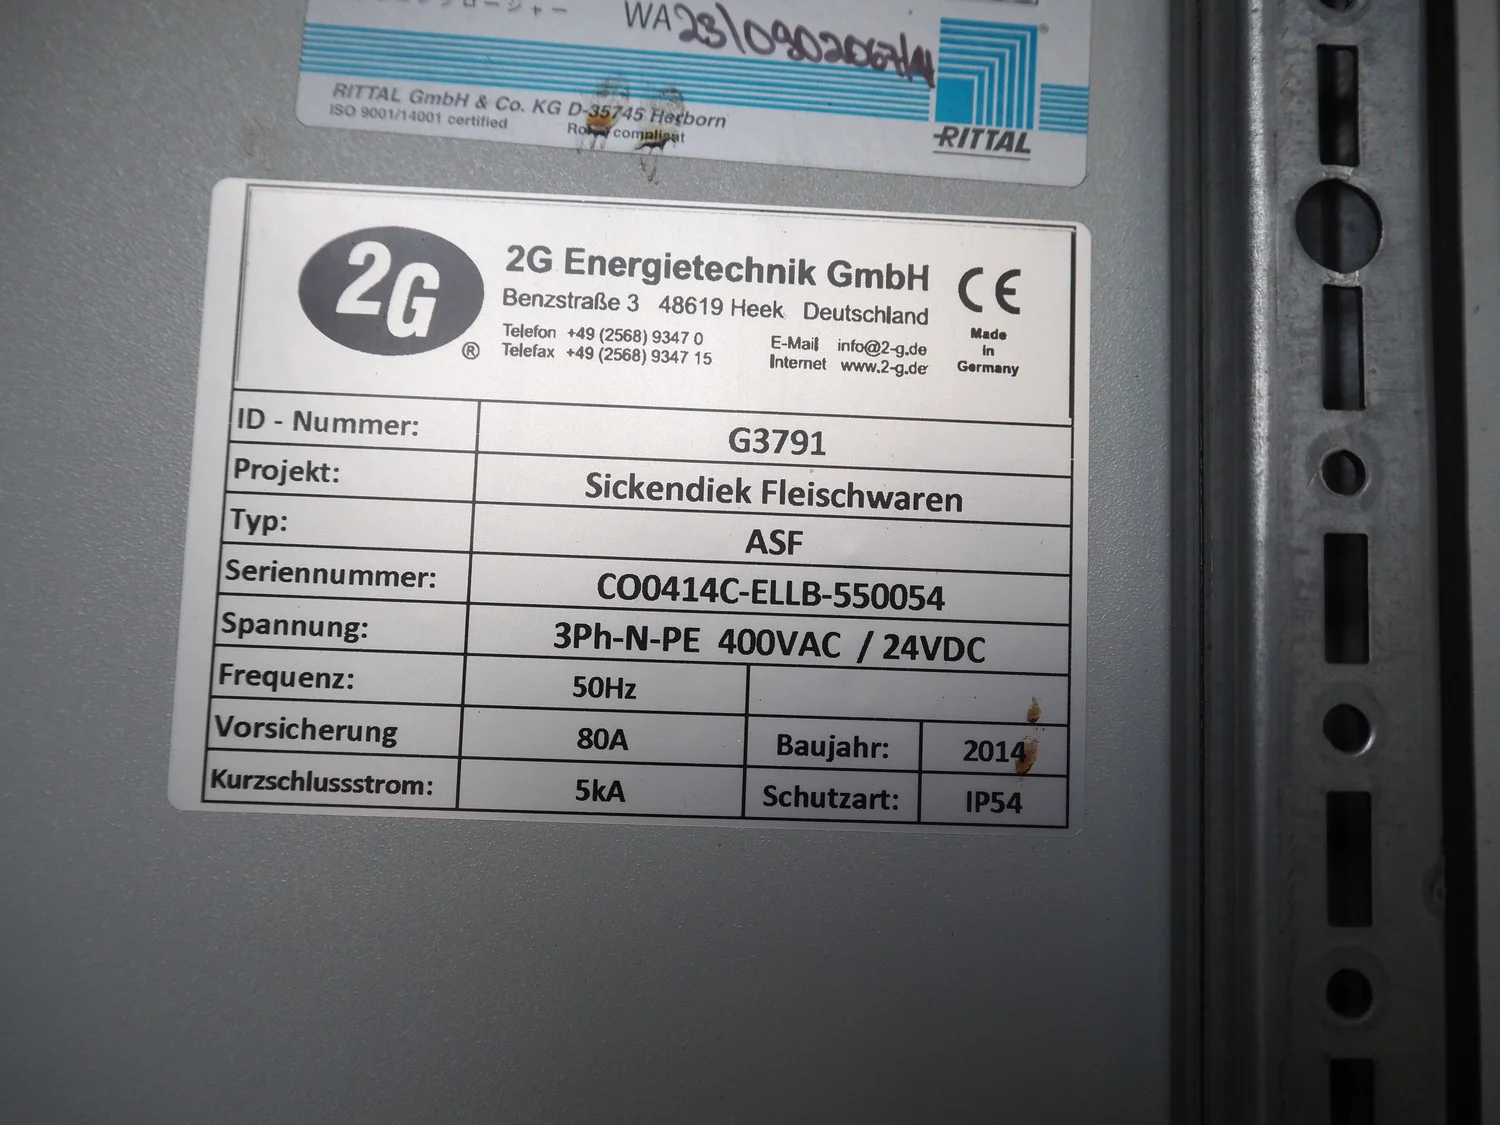 WA23\0902067/
RITTAL GmbH & Co. KG D-35745 Herborn
ISO 9001/14001 certified
RoHS compliant
RITTAL
®
2G
®
2G Energietechnik GmbH
Benzstraße 3 48619 Heek Deutschland
Telefon +49 (2568) 9347 0
Telefax +49 (2568) 9347 15
E-Mail info@2-g.de
Internet www.2-g.de
CE
Made
in
Germany
ID - Nummer: G3791
Projekt: Sickendiek Fleischwaren
Typ: ASF
Seriennummer: CO0414C-ELLB-550054
Spannung: 3Ph-N-PE 400VAC / 24VDC
Frequenz: 50Hz
Vorsicherung 80A Baujahr: 2014
Kurzschlussstrom: 5kA Schutzart: IP54